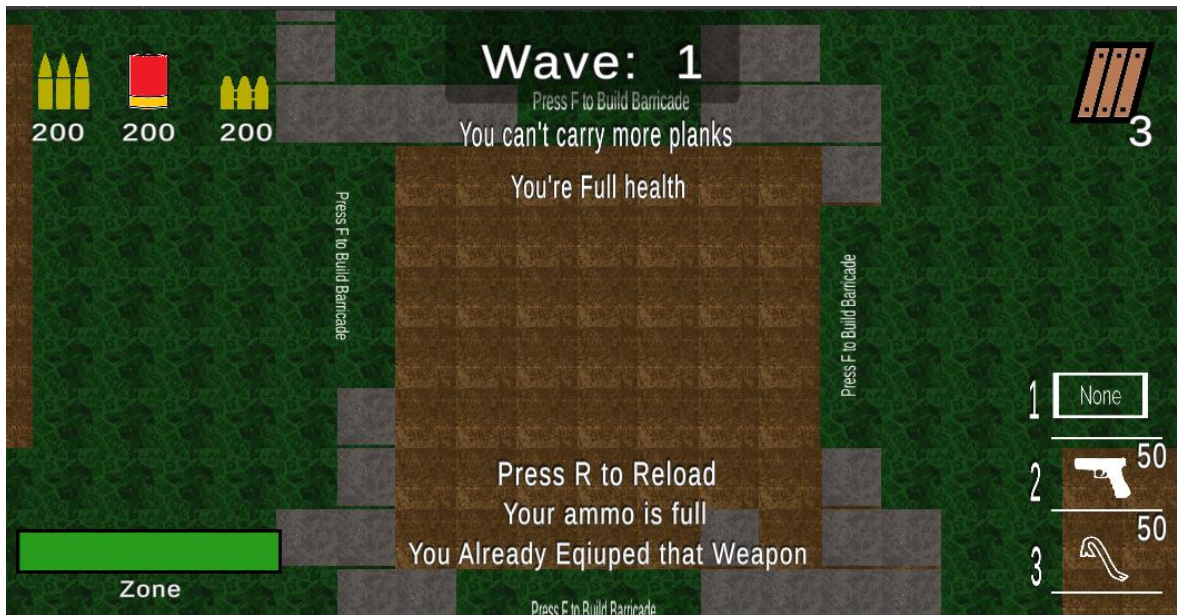 Wave: 1
Press F to Build Barricade
You can't carry more planks
You're Full health
200
200
200
3
Press F to Build Barricade
Press F to Build Barricade
1
None
2
50
3
50
Press R to Reload
Your ammo is full
You Already Eqiuped that Weapon
Zone
Press F to Build Barricade